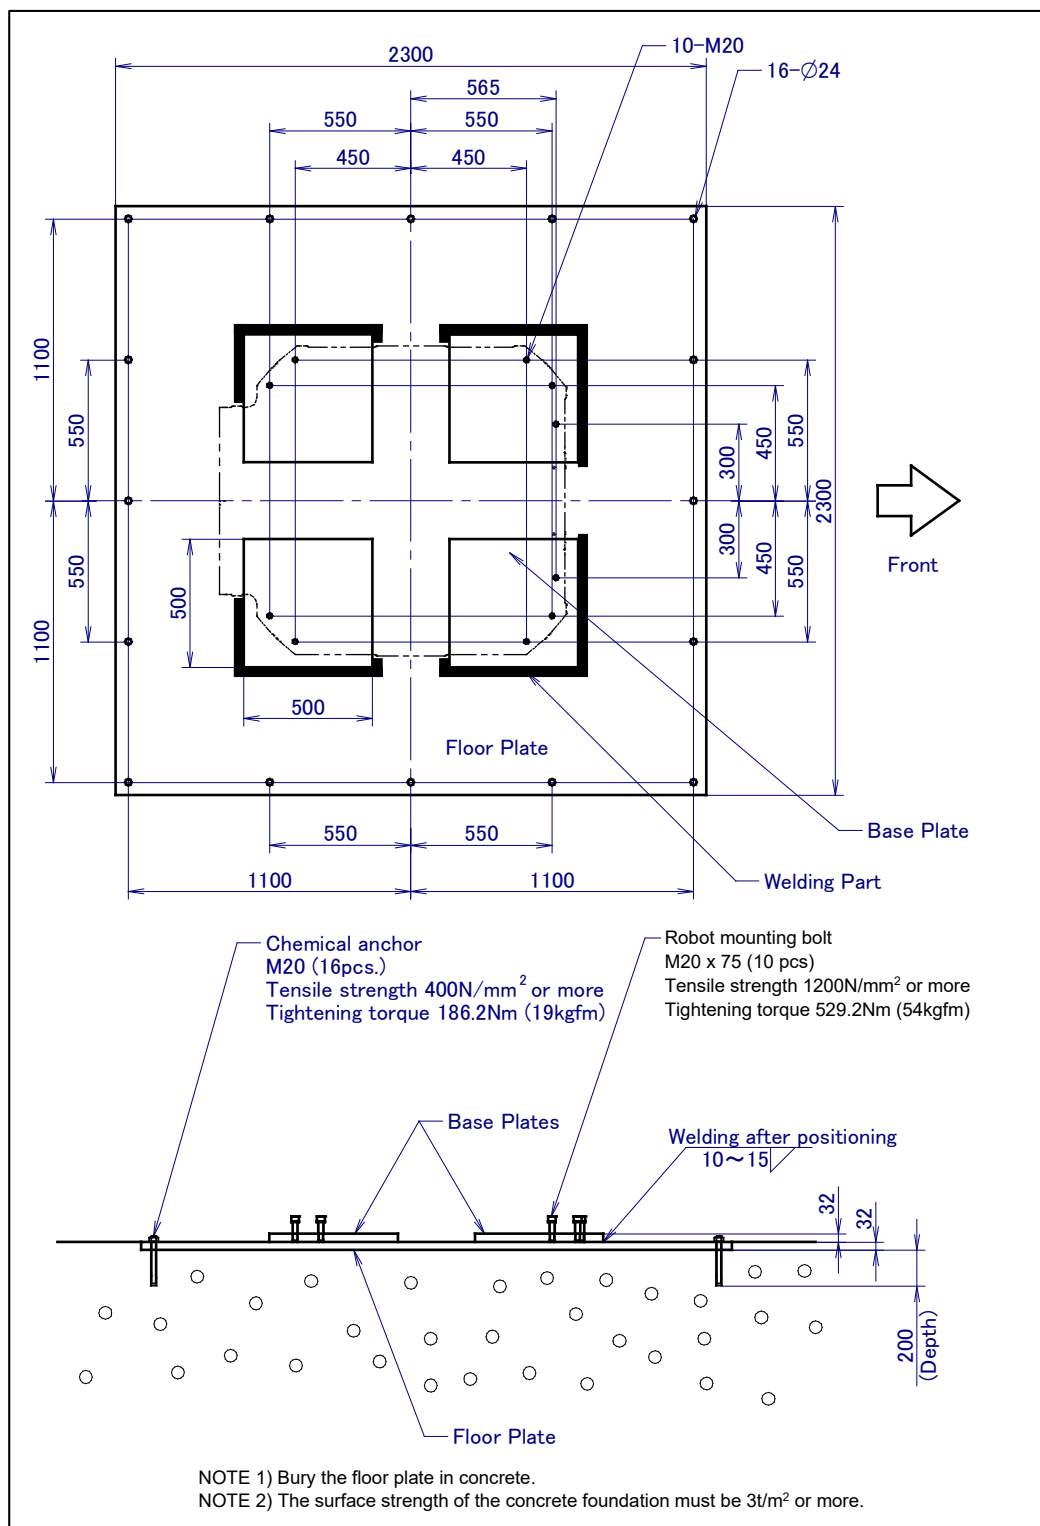 10-M20
2300
16-∅24
565
550
550
450
450
1100
550
550
1100
300
300
450
450
550
550
2300
Front
500
500
Floor Plate
550
550
Base Plate
1100
1100
Welding Part
Chemical anchor
M20 (16pcs.)
Tensile strength 400N/mm² or more
Tightening torque 186.2Nm (19kgfm)
Robot mounting bolt
M20 x 75 (10 pcs)
Tensile strength 1200N/mm² or more
Tightening torque 529.2Nm (54kgfm)
Base Plates
Welding after positioning
10~15
32
32
200
(Depth)
Floor Plate
NOTE 1) Bury the floor plate in concrete.
NOTE 2) The surface strength of the concrete foundation must be 3t/m² or more.